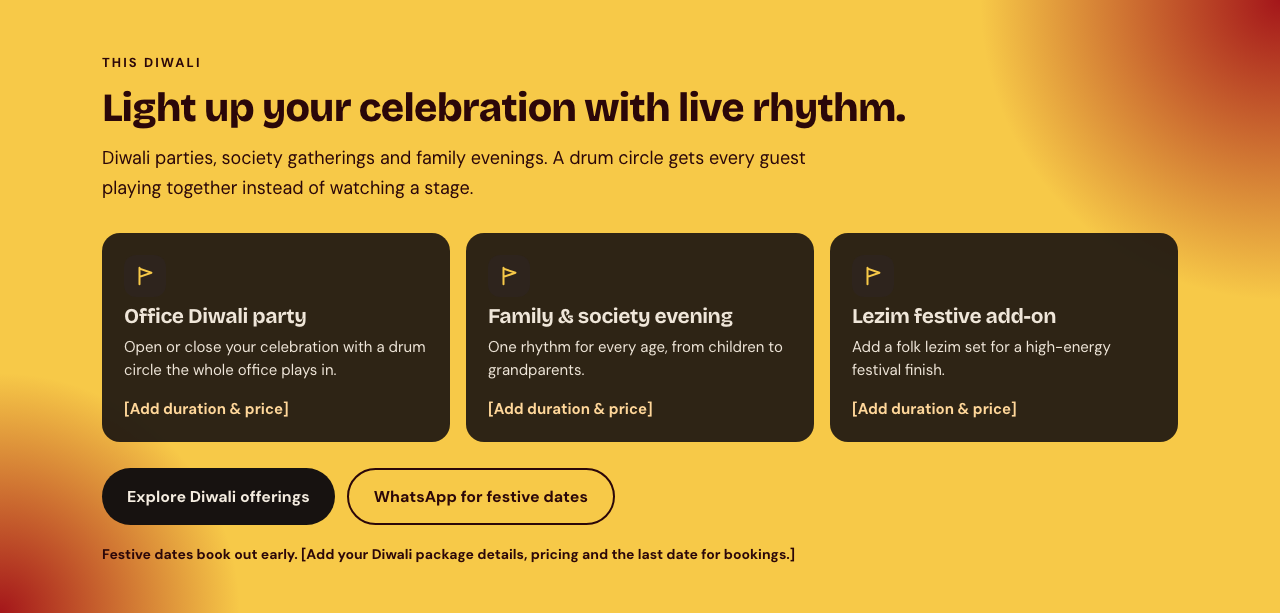 THIS DIWALI
Light up your celebration with live rhythm.
Diwali parties, society gatherings and family evenings. A drum circle gets every guest
playing together instead of watching a stage.
Office Diwali party
Open or close your celebration with a drum
circle the whole office plays in.
[Add duration & price]
Family & society evening
One rhythm for every age, from children to
grandparents.
[Add duration & price]
Lezim festive add-on
Add a folk lezim set for a high-energy
festival finish.
[Add duration & price]
Explore Diwali offerings
WhatsApp for festive dates
Festive dates book out early. [Add your Diwali package details, pricing and the last date for bookings.]